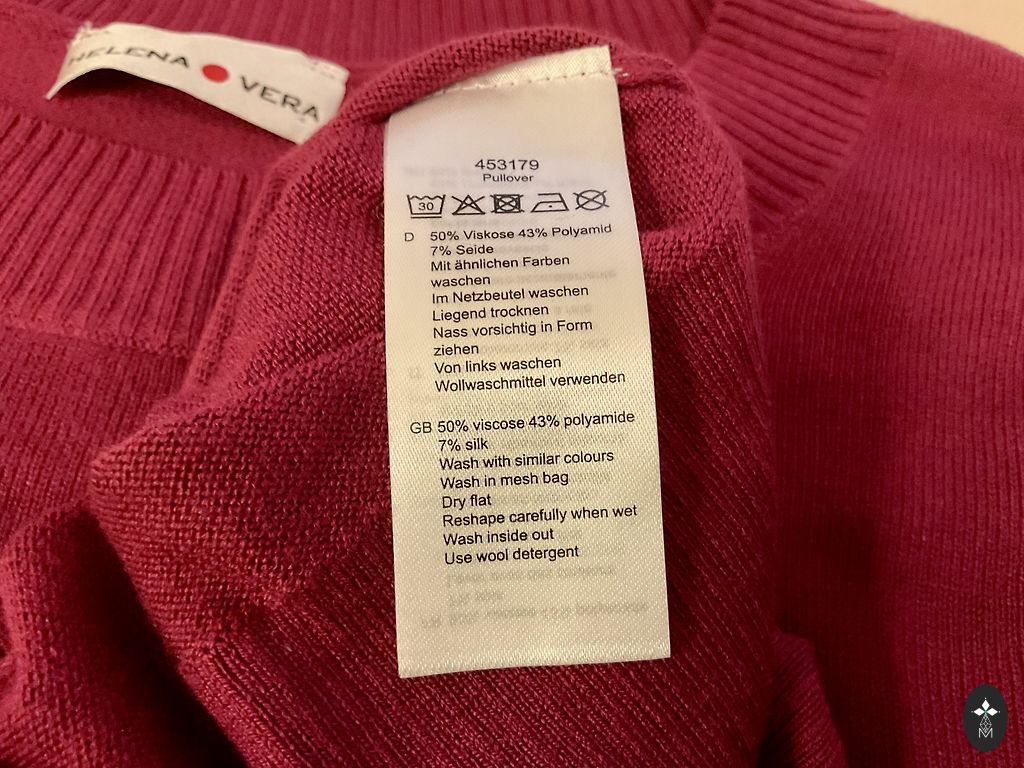 HELENA VERA
453179
Pullover
30
D 50% Viskose 43% Polyamid
7% Seide
Mit ähnlichen Farben
waschen
Im Netzbeutel waschen
Liegend trocknen
Nass vorsichtig in Form
ziehen
Von links waschen
Wollwaschmittel verwenden
GB 50% viscose 43% polyamide
7% silk
Wash with similar colours
Wash in mesh bag
Dry flat
Reshape carefully when wet
Wash inside out
Use wool detergent